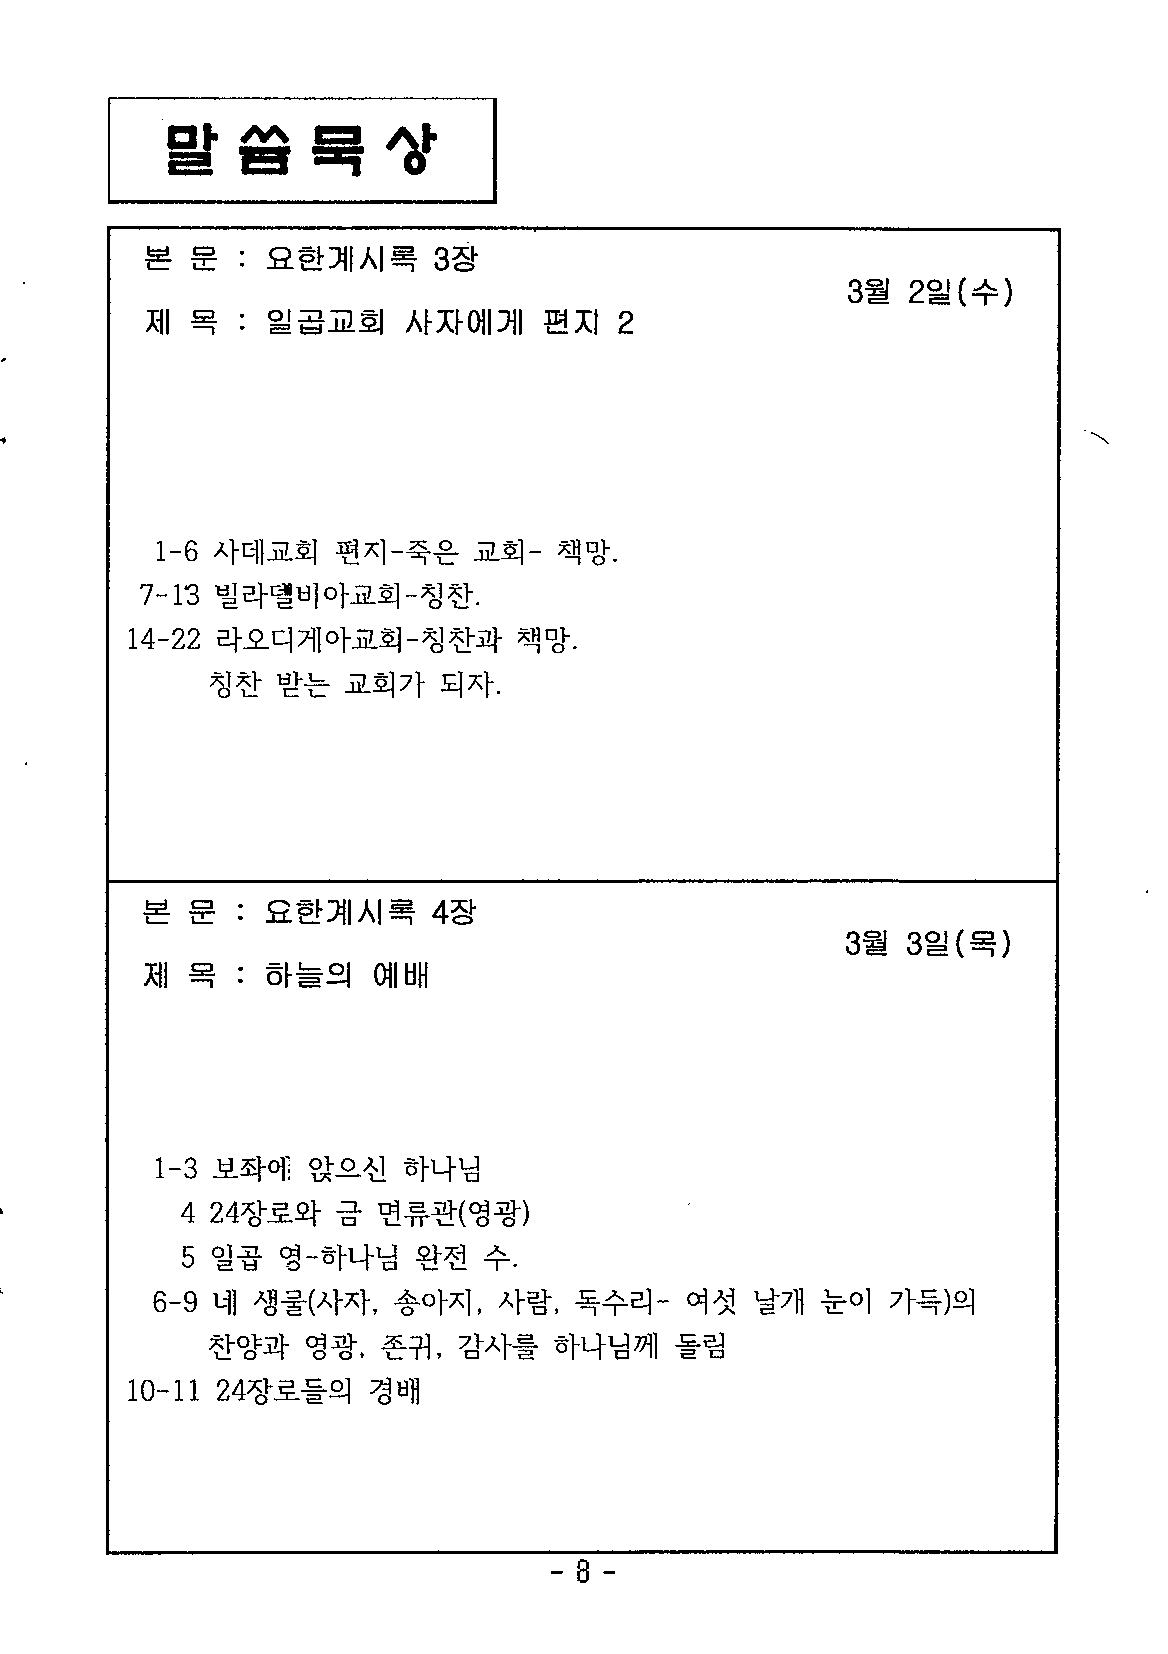 말씀묵상
본 문 : 요한계시록 3장
3월 2일(수)
제 목 : 일곱교회 사자에게 편지 2
1-6 사데교회 편지-죽은 교회- 책망.
7-13 빌라델비아교회-칭찬.
14-22 라오디게아교회-칭찬과 책망.
칭찬 받는 교회가 되자.
본 문 : 요한계시록 4장
3월 3일(목)
제 목 : 하늘의 예배
1-3 보좌에 앉으신 하나님
4 24장로와 금 면류관(영광)
5 일곱 영-하나님 완전 수.
6-9 네 생물(사자, 송아지, 사람, 독수리- 여섯 날개 눈이 가득)의
찬양과 영광, 존귀, 감사를 하나님께 돌림
10-11 24장로들의 경배
- 8 -